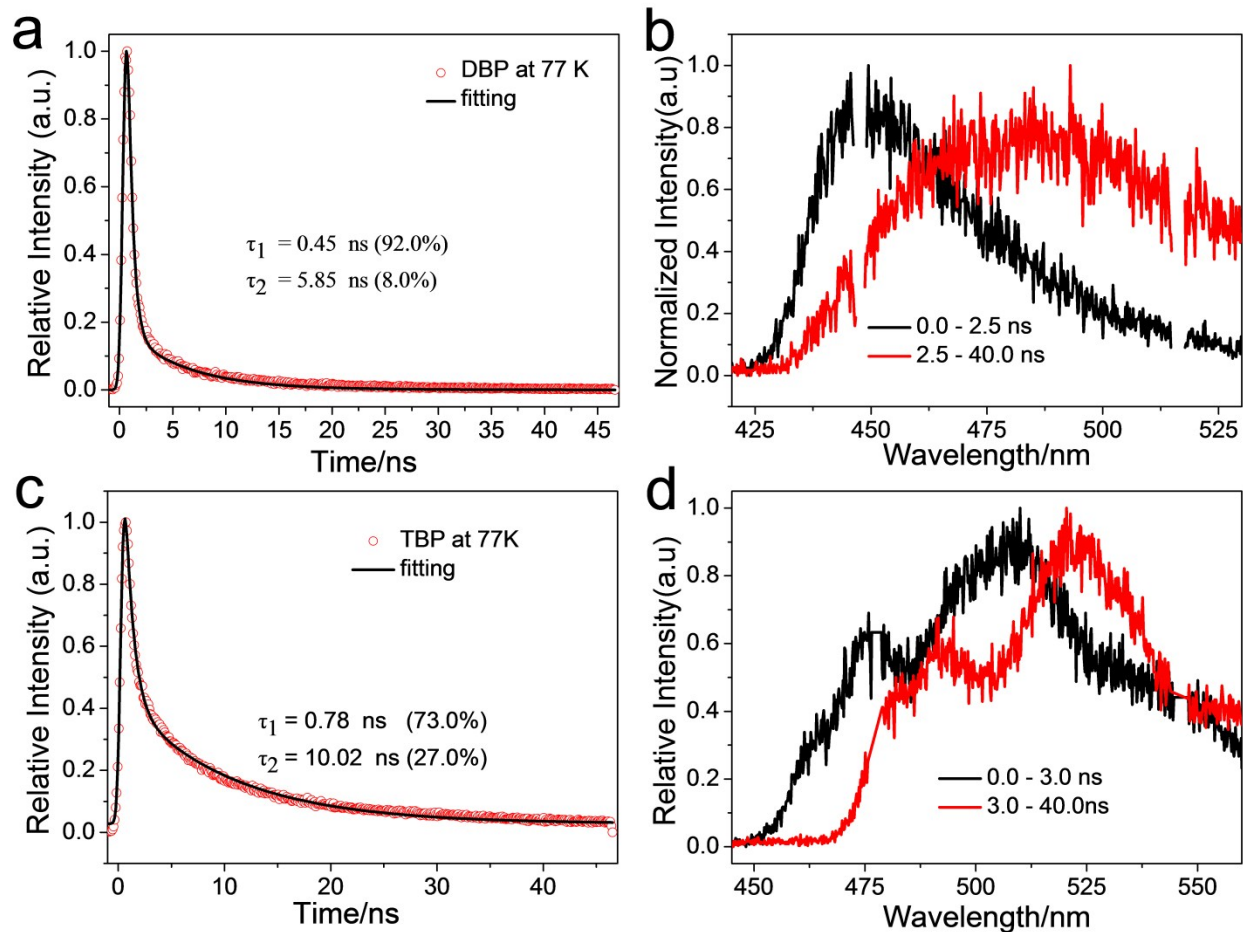 a
Relative Intensity (a.u.)
1.0
0.8
0.6
0.4
0.2
0.0
DBP at 77 K
fitting
τ1 = 0.45 ns (92.0%)
τ2 = 5.85 ns (8.0%)
0 5 10 15 20 25 30 35 40 45
Time/ns
b
Normalized Intensity(a.u)
1.0
0.8
0.6
0.4
0.2
0.0
0.0 - 2.5 ns
2.5 - 40.0 ns
425 450 475 500 525
Wavelength/nm
c
Relative Intensity (a.u.)
1.0
0.8
0.6
0.4
0.2
0.0
TBP at 77K
fitting
τ1 = 0.78 ns (73.0%)
τ2 = 10.02 ns (27.0%)
0 10 20 30 40
Time/ns
d
Relative Intensity(a.u)
1.0
0.8
0.6
0.4
0.2
0.0
0.0 - 3.0 ns
3.0 - 40.0ns
450 475 500 525 550
Wavelength/nm